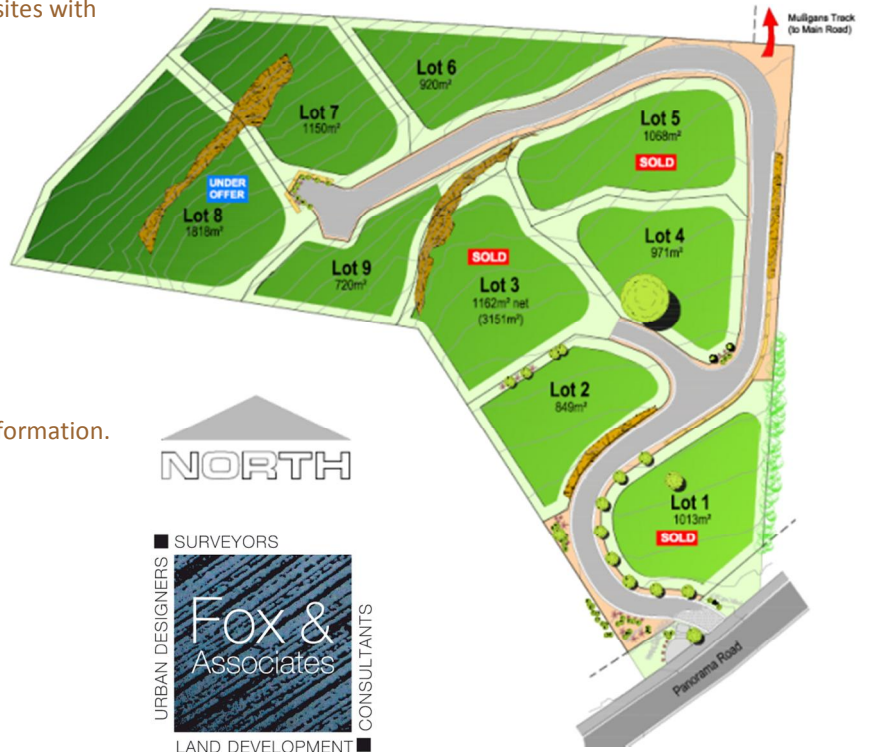 sites with
Mulligans Track
(to Main Road)
Lot 6
920m²
Lot 7
1150m²
Lot 5
1068m²
SOLD
UNDER
OFFER
Lot 8
1818m²
Lot 4
971m²
SOLD
Lot 3
1162m² net
(3151m²)
Lot 9
720m²
Lot 2
849m²
formation.
NORTH
Lot 1
1013m²
SOLD
SURVEYORS
URBAN DESIGNERS
Fox &
Associates
CONSULTANTS
LAND DEVELOPMENT
Panorama Road